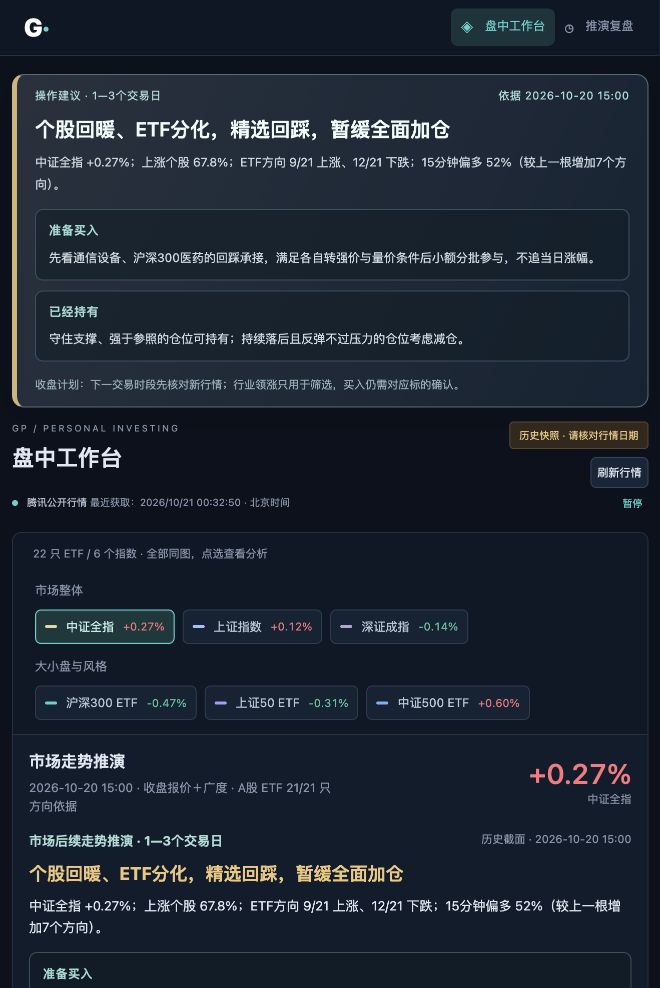 G
盘中工作台
推演复盘
操作建议 · 1—3个交易日
依据 2026-10-20 15:00
个股回暖、ETF分化，精选回踩，暂缓全面加仓
中证全指 +0.27%；上涨个股 67.8%；ETF方向 9/21 上涨、12/21 下跌；15分钟偏多 52%（较上一根增加7个方
向）。
准备买入
先看通信设备、沪深300医药的回踩承接，满足各自转强价与量价条件后小额分批参与，不追当日涨幅。
已经持有
守住支撑、强于参照的仓位可持有；持续落后且反弹不过压力的仓位考虑减仓。
收盘计划：下一交易时段先核对新行情；行业领涨只用于筛选，买入仍需对应标的确认。
GP / PERSONAL INVESTING
历史快照 · 请核对行情日期
盘中工作台
刷新行情
腾讯公开行情 最近获取：2026/10/21 00:32:50 · 北京时间
暂停
22 只 ETF / 6 个指数 · 全部同图，点选查看分析
市场整体
中证全指 +0.27%
上证指数 +0.12%
深证成指 -0.14%
大小盘与风格
沪深300 ETF -0.47%
上证50 ETF -0.31%
中证500 ETF +0.60%
市场走势推演
+0.27%
2026-10-20 15:00 · 收盘报价＋广度 · A股 ETF 21/21 只
方向依据
中证全指
市场后续走势推演 · 1—3个交易日
历史截面 · 2026-10-20 15:00
个股回暖、ETF分化，精选回踩，暂缓全面加仓
中证全指 +0.27%；上涨个股 67.8%；ETF方向 9/21 上涨、12/21 下跌；15分钟偏多 52%（较上一根增
加7个方向）。
准备买入